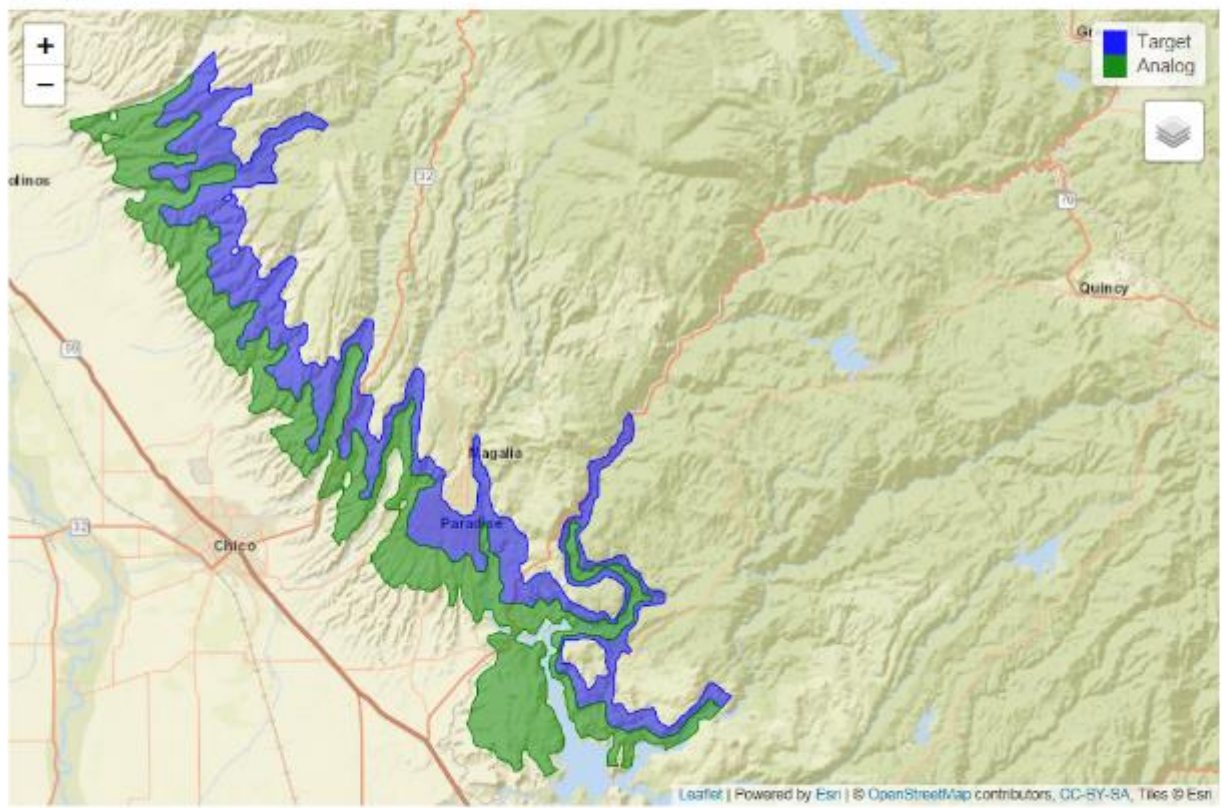 +
−
Target
Analog
32
olinos
70
Quincy
99
Magalia
Paradise
32
Chico
Leaflet | Powered by Esri | © OpenStreetMap contributors, CC-BY-SA, Tiles © Esri